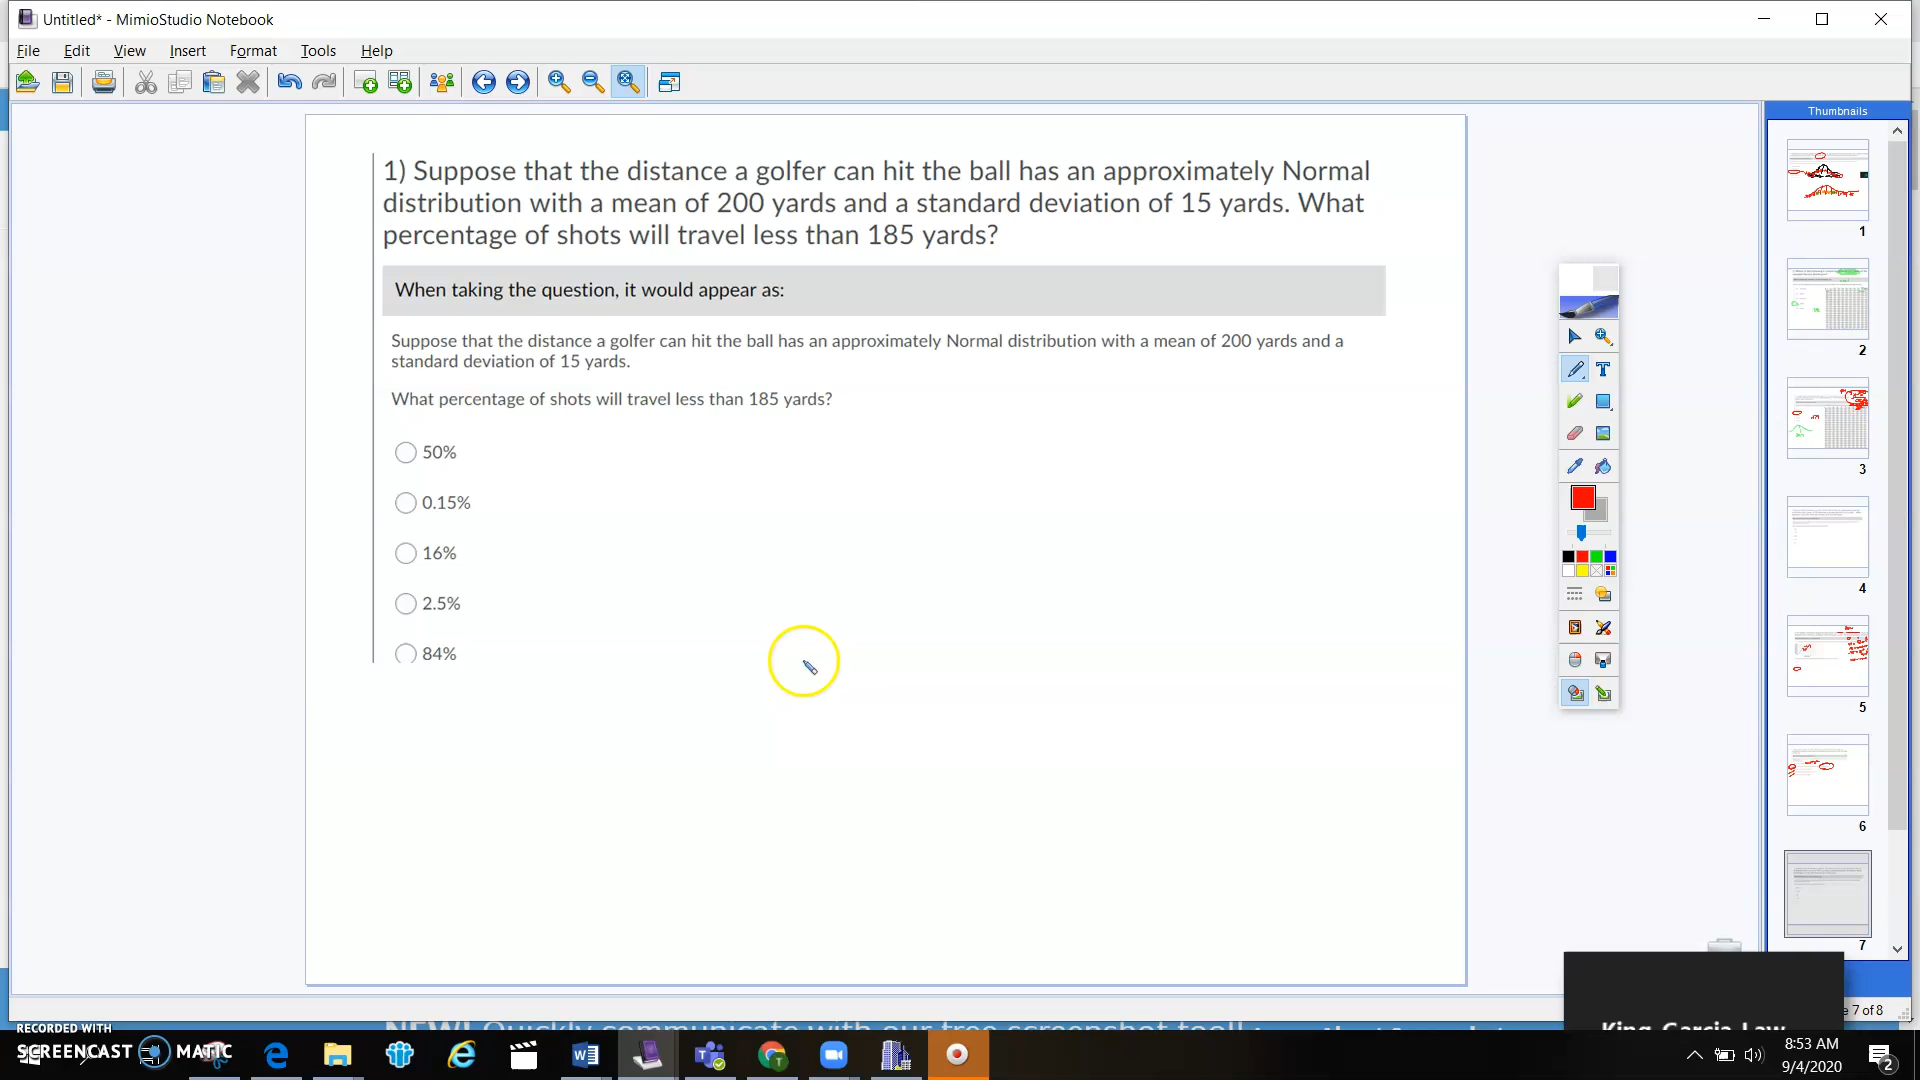 Untitled* - MimioStudio Notebook
File Edit View Insert Format Tools Help
Thumbnails
1) Suppose that the distance a golfer can hit the ball has an approximately Normal
distribution with a mean of 200 yards and a standard deviation of 15 yards. What
percentage of shots will travel less than 185 yards?
When taking the question, it would appear as:
Suppose that the distance a golfer can hit the ball has an approximately Normal distribution with a mean of 200 yards and a
standard deviation of 15 yards.
What percentage of shots will travel less than 185 yards?
50%
0.15%
16%
2.5%
84%
1
2
3
4
5
6
7
7 of 8
RECORDED WITH
SCREENCAST MATIC
8:53 AM
9/4/2020
2